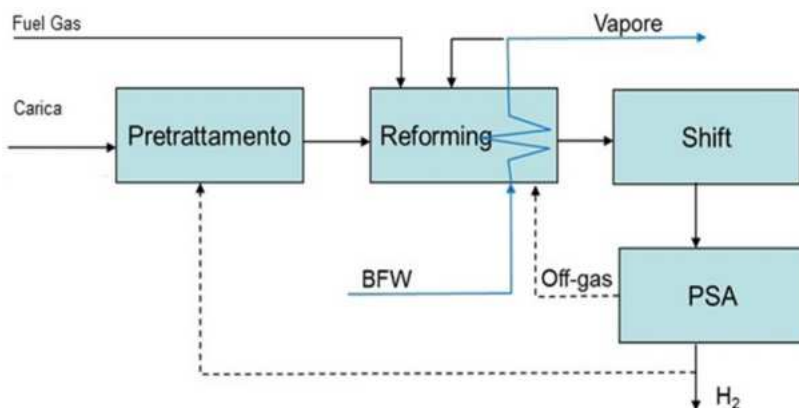 Fuel Gas
Vapore
Carica
Pretrattamento
Reforming
Shift
BFW
Off-gas
PSA
H₂